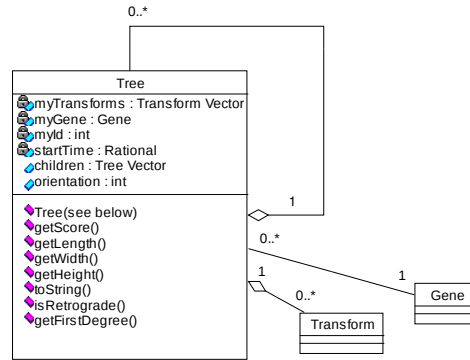 0..*
Tree
myTransforms : Transform Vector
myGene : Gene
myId : int
startTime : Rational
children : Tree Vector
orientation : int
Tree(see below)
getScore()
getLength()
getWidth()
getHeight()
toString()
isRetrograde()
getFirstDegree()
1
0..*
1
1
0..*
Gene
Transform